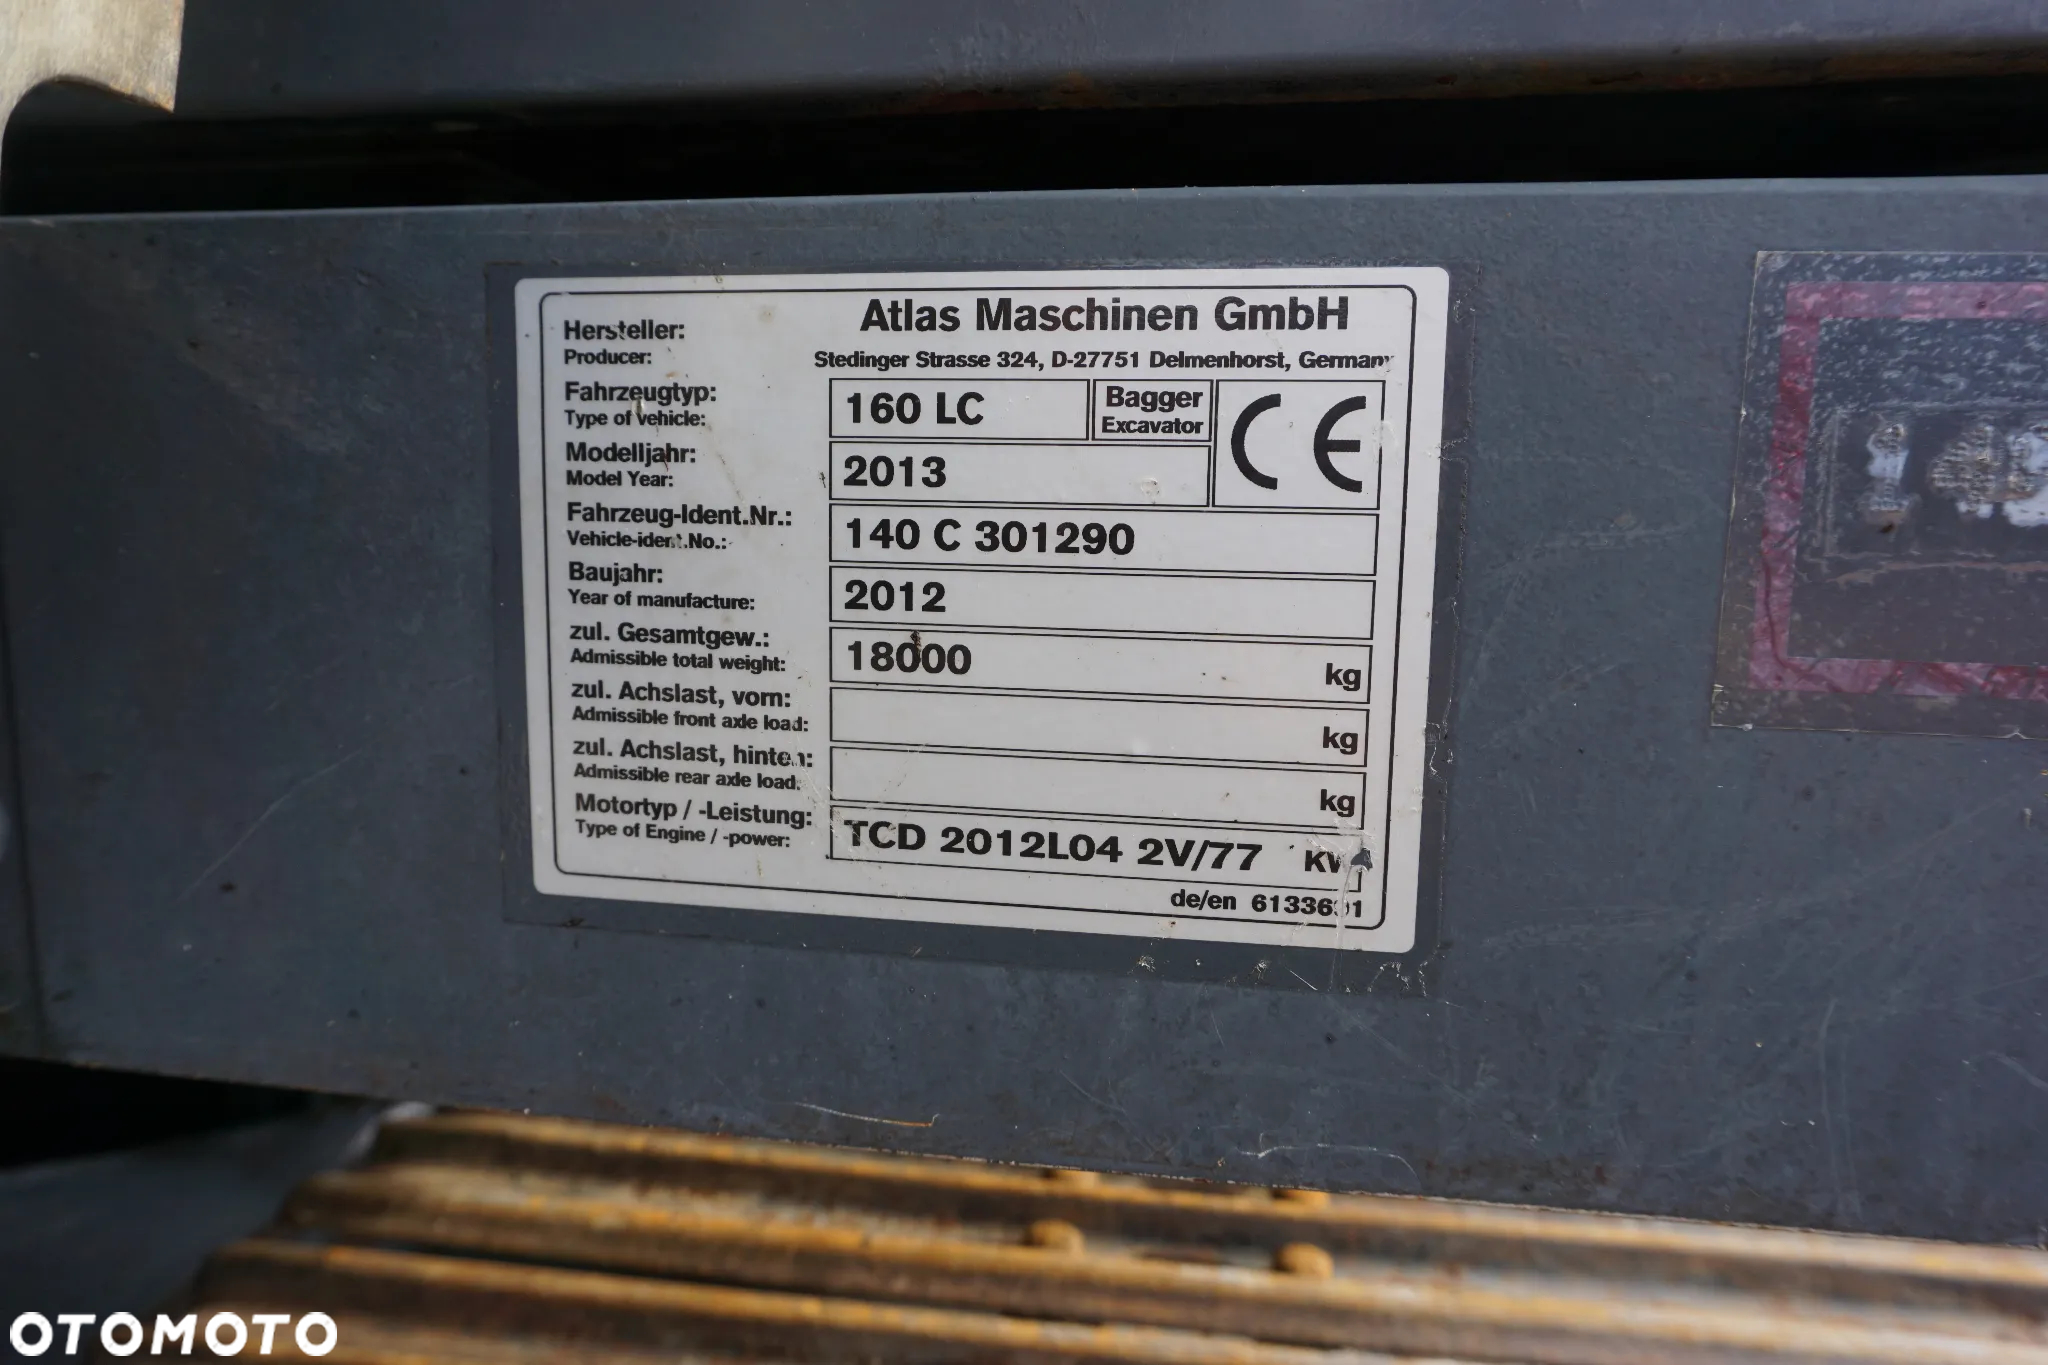 Hersteller: Atlas Maschinen GmbH
Producer: Stedinger Strasse 324, D-27751 Delmenhorst, Germany
Fahrzeugtyp: 160 LC Bagger
Type of vehicle: Excavator
CE
Modelljahr: 2013
Model Year:
Fahrzeug-Ident.Nr.: 140 C 301290
Vehicle-ident.No.:
Baujahr: 2012
Year of manufacture:
zul. Gesamtgew.: 18000 kg
Admissible total weight:
zul. Achslast, vorn: kg
Admissible front axle load:
zul. Achslast, hinten: kg
Admissible rear axle load:
Motortyp / -Leistung: TCD 2012L04 2V/77 KW
Type of Engine / -power:
de/en
OTOMOTO